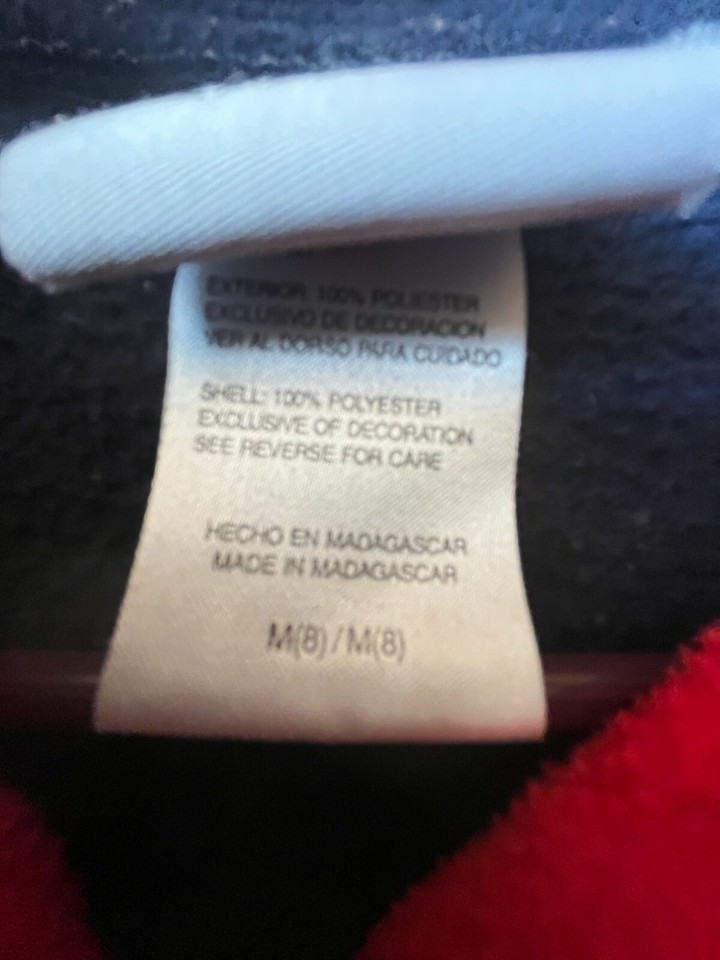 EXTERIOR: 100% POLIESTER
EXCLUSIVO DE DECORACION
VER AL DORSO PARA CUIDADO
SHELL: 100% POLYESTER
EXCLUSIVE OF DECORATION
SEE REVERSE FOR CARE
HECHO EN MADAGASCAR
MADE IN MADAGASCAR
M(8) / M(8)